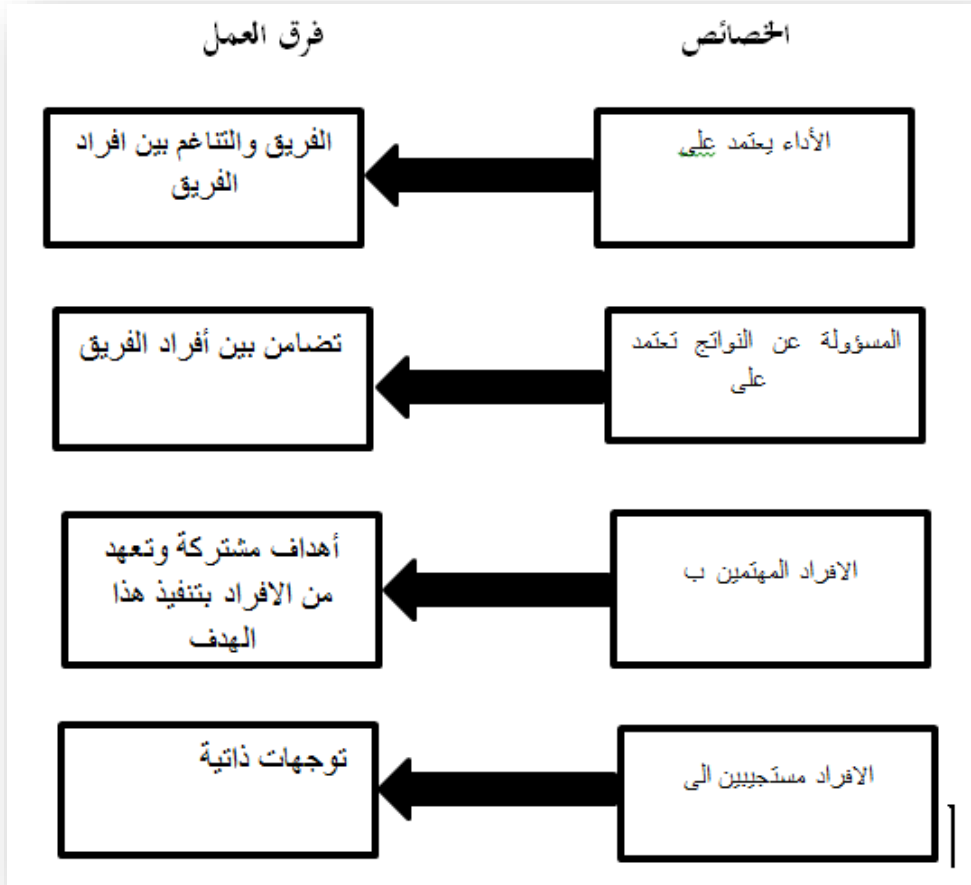 الخصائص
فرق العمل
الأداء يعتمد على
الفريق والتناغم بين افراد
الفريق
المسؤولة عن النواتج تعتمد
على
تضامن بين أفراد الفريق
الافراد المهتمين ب
أهداف مشتركة وتعهد
من الافراد بتنفيذ هذا
الهدف
الافراد مستجيبين الى
توجهات ذاتية